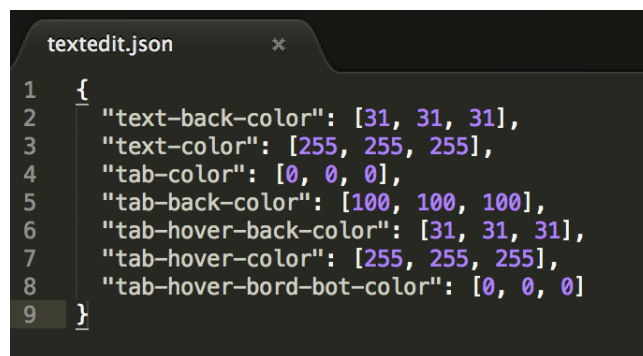 textedit.json ×
1 {
2 "text-back-color": [31, 31, 31],
3 "text-color": [255, 255, 255],
4 "tab-color": [0, 0, 0],
5 "tab-back-color": [100, 100, 100],
6 "tab-hover-back-color": [31, 31, 31],
7 "tab-hover-color": [255, 255, 255],
8 "tab-hover-bord-bot-color": [0, 0, 0]
9 }